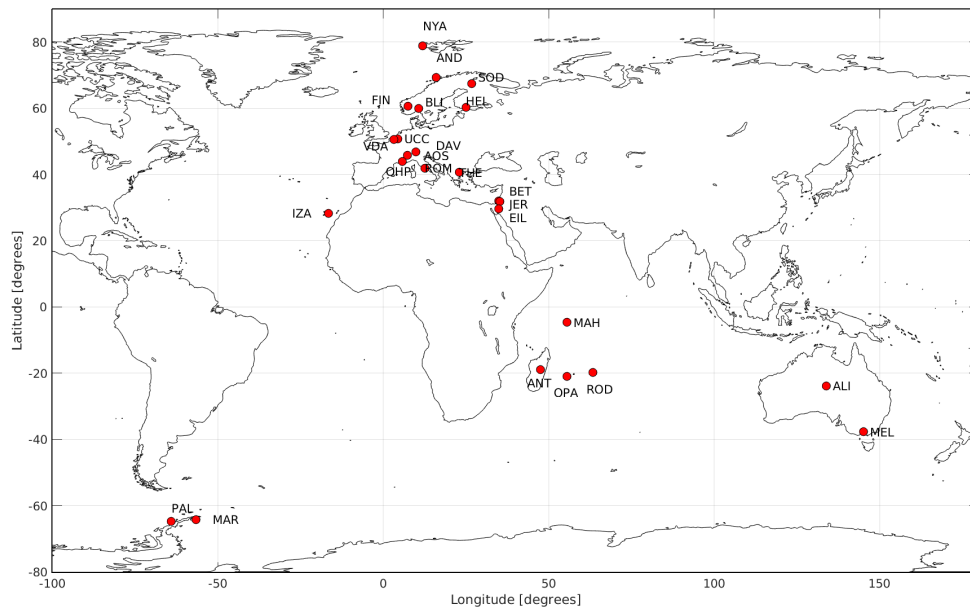 NYA
80
AND
SOD
FIN
BLI
HEL
60
VDA
UCC
DAV
AOS
OHP
ROM
THE
40
BET
JER
EIL
IZA
20
0
MAH
-20
ANT
OPA
ROD
ALI
-40
MEL
-60
PAL
MAR
-80
-100
-50
0
50
100
150
Latitude [degrees]
Longitude [degrees]